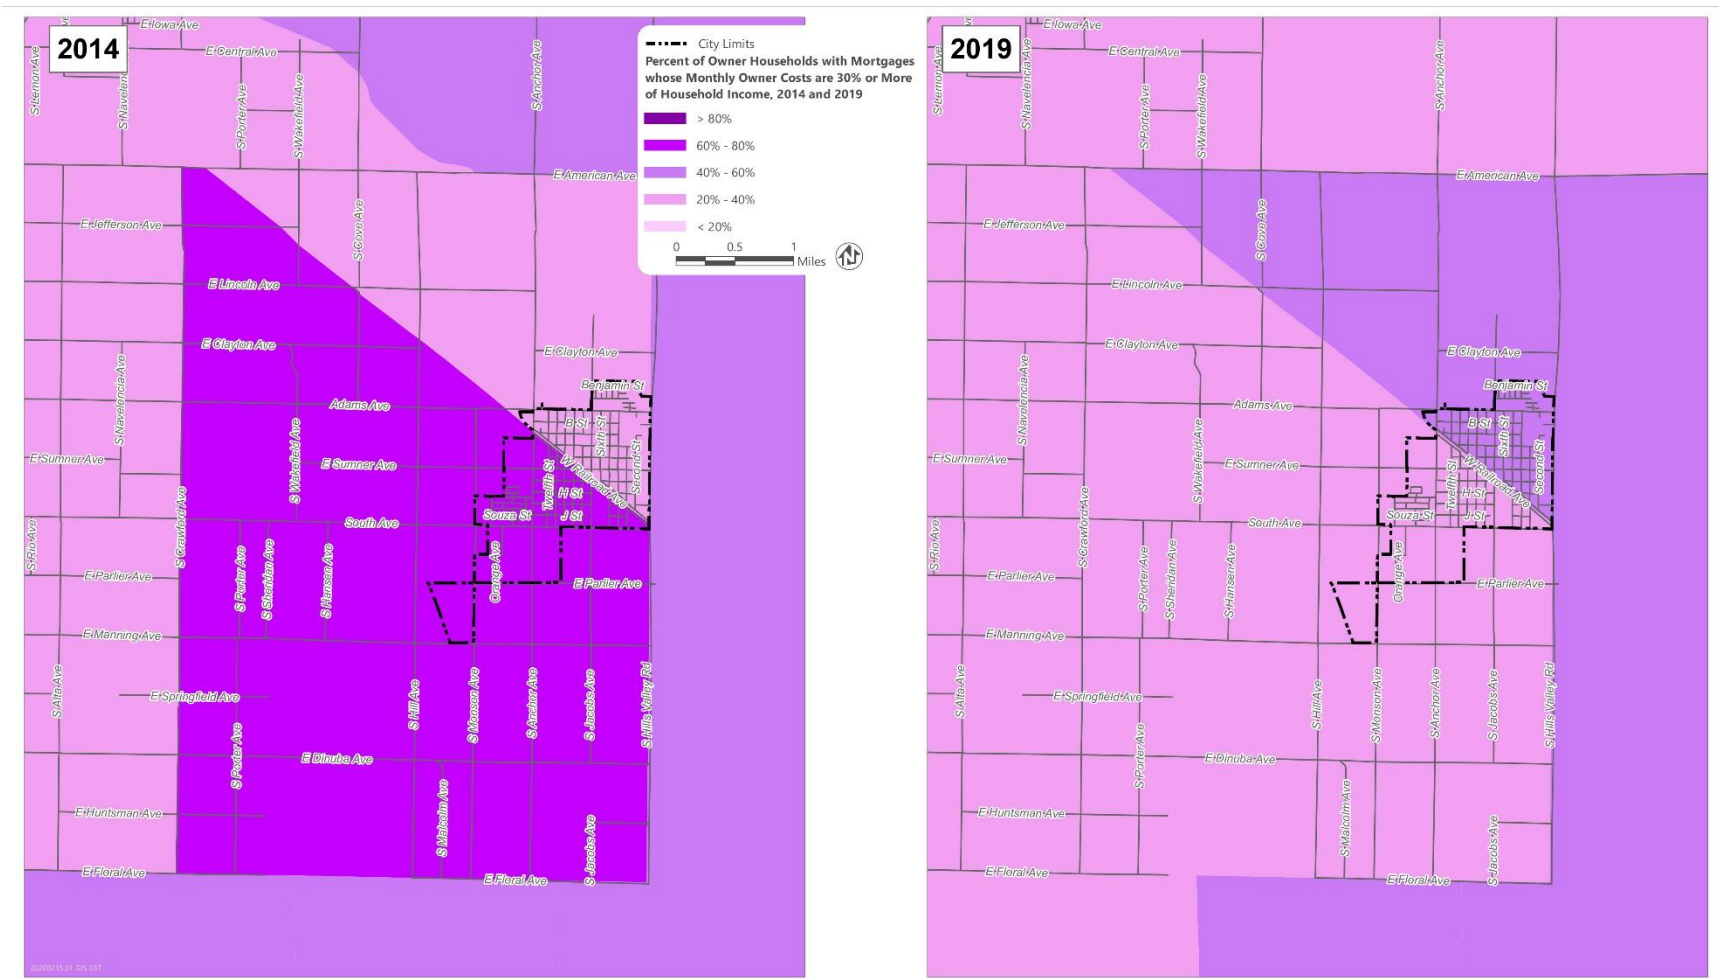 2014
E Iowa Ave
E Central Ave
S Lemon Ave
S Navelencia Ave
S Porter Ave
S Wakefield Ave
S Anchor Ave
E American Ave
E Jefferson Ave
S Cove Ave
E Lincoln Ave
E Clayton Ave
E Clayton Ave
Benjamin St
S Navelencia Ave
Adams Ave
B St
Sixth St
Second St
S Wakefield Ave
E Sumner Ave
E Sumner Ave
W Railroad Ave
Twelfth St
H St
Souza St
J St
S Crawford Ave
South Ave
S Rio Ave
S Porter Ave
S Sheridan Ave
S Hansen Ave
Orange Ave
E Parlier Ave
E Parlier Ave
E Manning Ave
S Alta Ave
E Springfield Ave
S Hill Ave
S Monson Ave
S Anchor Ave
S Jacobs Ave
S Hills Valley Rd
S Porter Ave
E Dinuba Ave
E Huntsman Ave
S Malcolm Ave
S Jacobs Ave
E Floral Ave
E Floral Ave
20200215.01 GIS 037
City Limits
Percent of Owner Households with Mortgages
whose Monthly Owner Costs are 30% or More
of Household Income, 2014 and 2019
> 80%
60% - 80%
40% - 60%
20% - 40%
< 20%
0 0.5 1
Miles
N
2019
E Iowa Ave
E Central Ave
S Lemon Ave
S Navelencia Ave
S Porter Ave
S Wakefield Ave
S Anchor Ave
E American Ave
E Jefferson Ave
S Cove Ave
E Lincoln Ave
E Clayton Ave
E Clayton Ave
Benjamin St
S Navelencia Ave
Adams Ave
B St
Sixth St
Second St
S Wakefield Ave
E Sumner Ave
E Sumner Ave
W Railroad Ave
Twelfth St
H St
Souza St
J St
S Crawford Ave
South Ave
S Rio Ave
S Porter Ave
S Sheridan Ave
S Hansen Ave
Orange Ave
E Parlier Ave
E Parlier Ave
E Manning Ave
S Alta Ave
E Springfield Ave
S Hill Ave
S Monson Ave
S Anchor Ave
S Jacobs Ave
S Hills Valley Rd
S Porter Ave
E Dinuba Ave
E Huntsman Ave
S Malcolm Ave
S Jacobs Ave
E Floral Ave
E Floral Ave